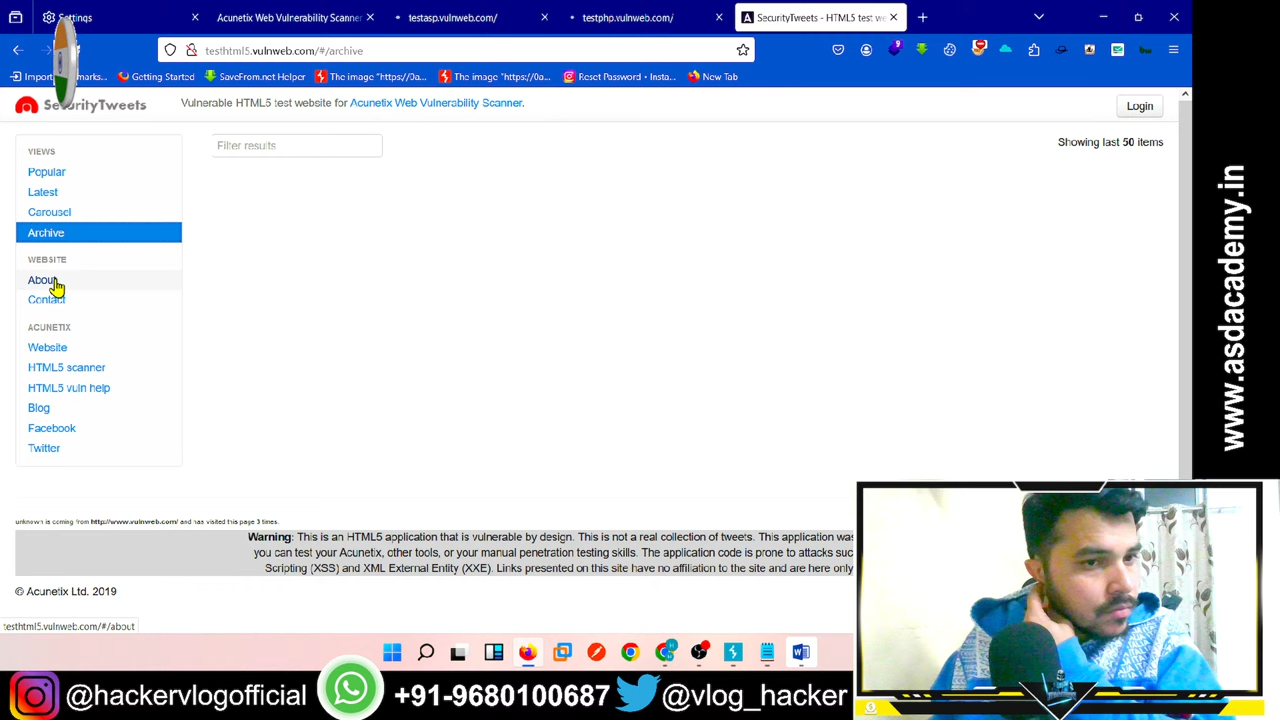 Settings
Acunetix Web Vulnerability Scanner
testasp.vulnweb.com/
testphp.vulnweb.com/
SecurityTweets - HTML5 test we
testhtml5.vulnweb.com/#/archive
Getting Started
SaveFrom.net Helper
The image "https://0a...
The image "https://0a...
Reset Password • Insta...
New Tab
SecurityTweets
Vulnerable HTML5 test website for Acunetix Web Vulnerability Scanner.
Login
VIEWS
Popular
Latest
Carousel
Archive
WEBSITE
About
Contact
ACUNETIX
Website
HTML5 scanner
HTML5 vuln help
Blog
Facebook
Twitter
Filter results
Showing last 50 items
unknown is coming from http://www.vulnweb.com/ and has visited this page 3 times.
Warning: This is an HTML5 application that is vulnerable by design. This is not a real collection of tweets. This application was
you can test your Acunetix, other tools, or your manual penetration testing skills. The application code is prone to attacks suc
Scripting (XSS) and XML External Entity (XXE). Links presented on this site have no affiliation to the site and are here only
© Acunetix Ltd. 2019
testhtml5.vulnweb.com/#/about
www.asdacademy.in
@hackervlogofficial
+91-9680100687
@vlog_hacker